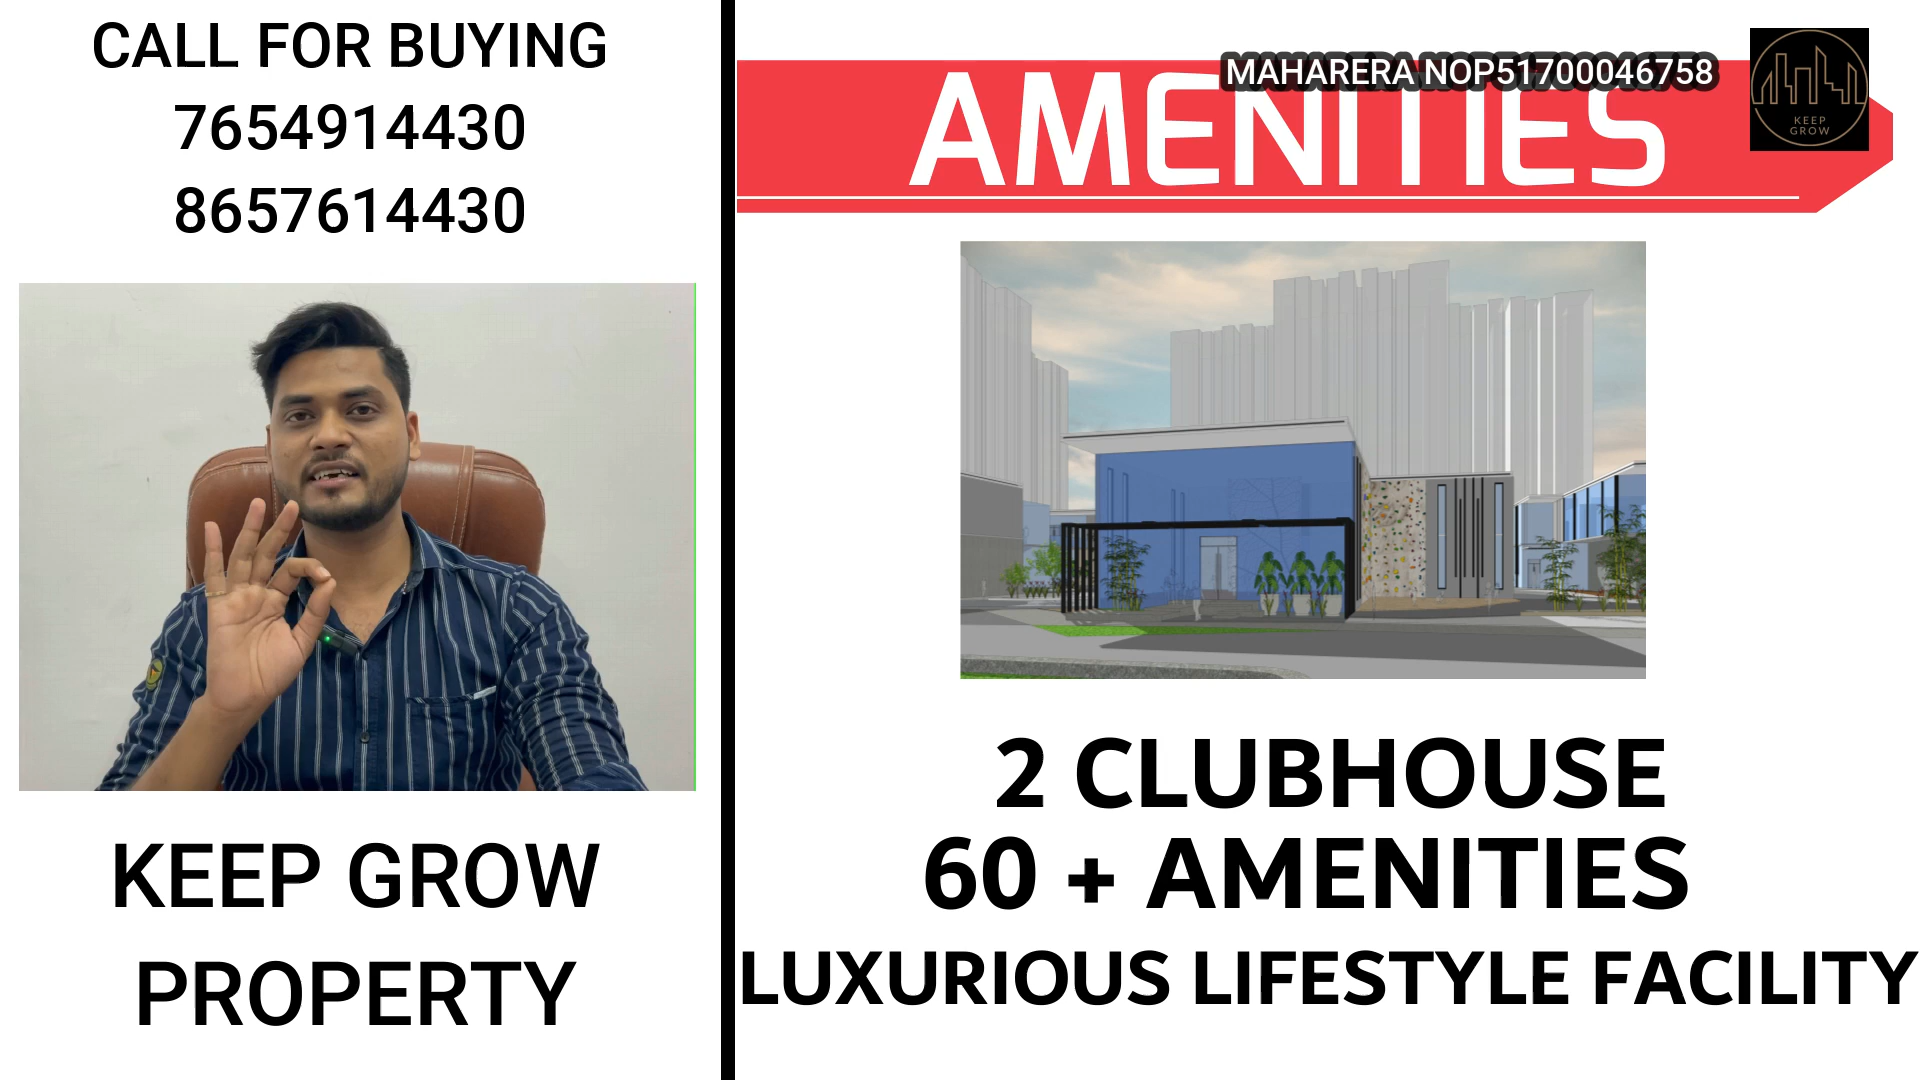 CALL FOR BUYING
7654914430
8657614430
KEEP GROW
PROPERTY
MAHARERA NOP51700046758
AMENITIES
KEEP
GROW
2 CLUBHOUSE
60 + AMENITIES
LUXURIOUS LIFESTYLE FACILITY